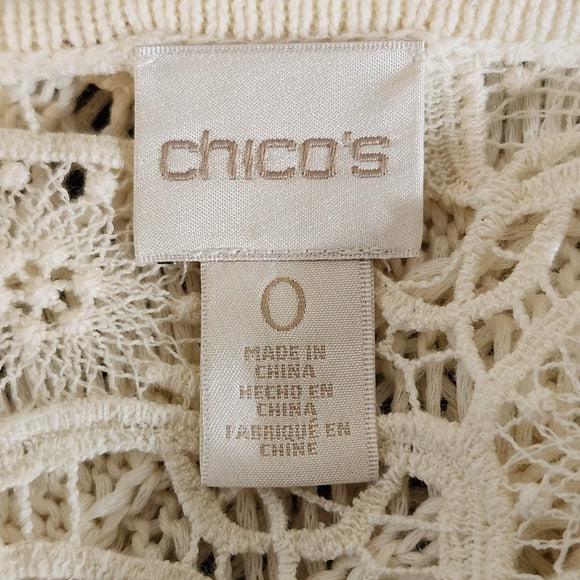 chico's
0
MADE IN
CHINA
HECHO EN
CHINA
FABRIQUÉ EN
CHINE